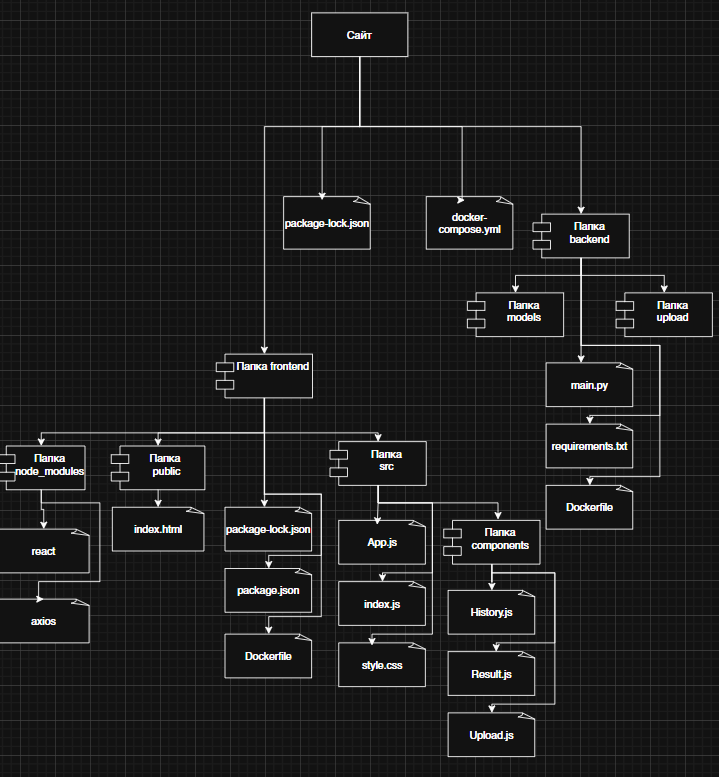 Сайт
package-lock.json
docker-
compose.yml
Папка
backend
Папка
models
Папка
upload
Папка frontend
main.py
requirements.txt
Dockerfile
Папка
node_modules
Папка
public
Папка
src
react
axios
index.html
package-lock.json
package.json
Dockerfile
App.js
index.js
style.css
Папка
components
History.js
Result.js
Upload.js